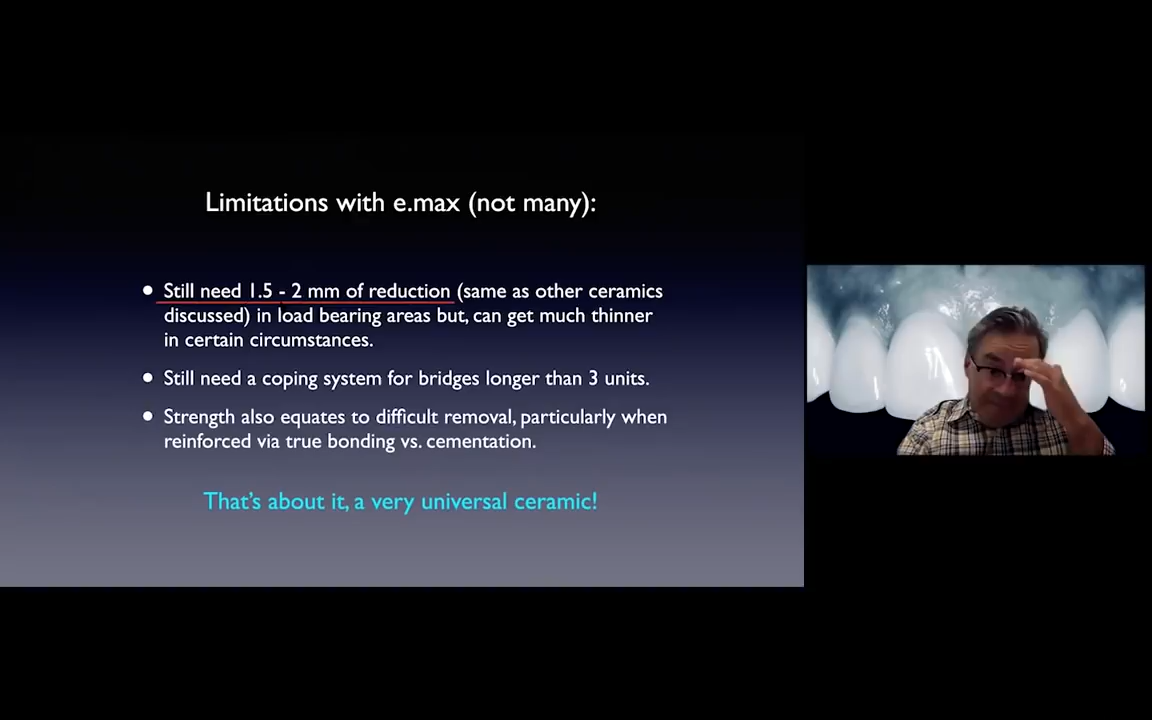 Limitations with e.max (not many):
• Still need 1.5 - 2 mm of reduction (same as other ceramics
discussed) in load bearing areas but, can get much thinner
in certain circumstances.
• Still need a coping system for bridges longer than 3 units.
• Strength also equates to difficult removal, particularly when
reinforced via true bonding vs. cementation.
That's about it, a very universal ceramic!